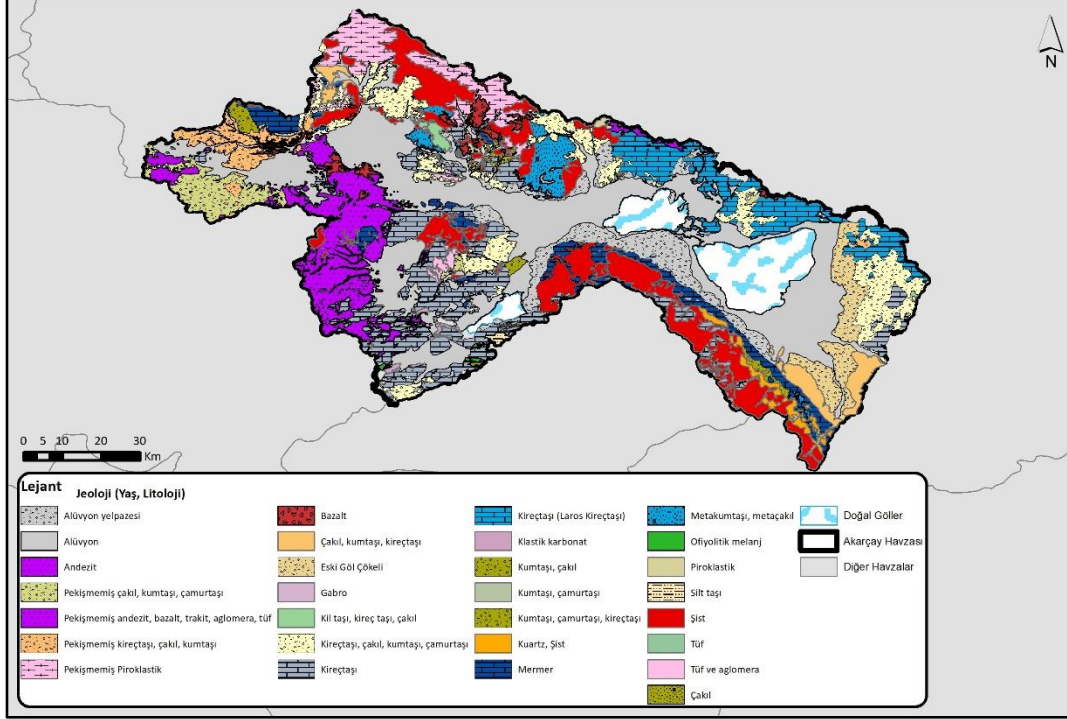 N
0 5 10 20 30
Km
Lejant
Jeoloji (Yaş, Litoloji)
Alüvyon yelpazesi
Alüvyon
Andezit
Pekişmemiş çakıl, kumtaşı, çamurtaşı
Pekişmemiş andezit, bazalt, trakit, aglomera, tüf
Pekişmemiş kireçtaşı, çakıl, kumtaşı
Pekişmemiş Piroklastik
Bazalt
Çakıl, kumtaşı, kireçtaşı
Eski Göl Çökeli
Gabro
Kil taşı, kireç taşı, çakıl
Kireçtaşı, çakıl, kumtaşı, çamurtaşı
Kireçtaşı
Kireçtaşı (Laros Kireçtaşı)
Klastik karbonat
Kumtaşı, çakıl
Kumtaşı, çamurtaşı
Kumtaşı, çamurtaşı, kireçtaşı
Kuartz, Şist
Mermer
Metakumtaşı, metaçakıl
Ofiyolitik melanj
Piroklastik
Silt taşı
Şist
Tüf
Tüf ve aglomera
Çakıl
Doğal Göller
Akarçay Havzası
Diğer Havzalar